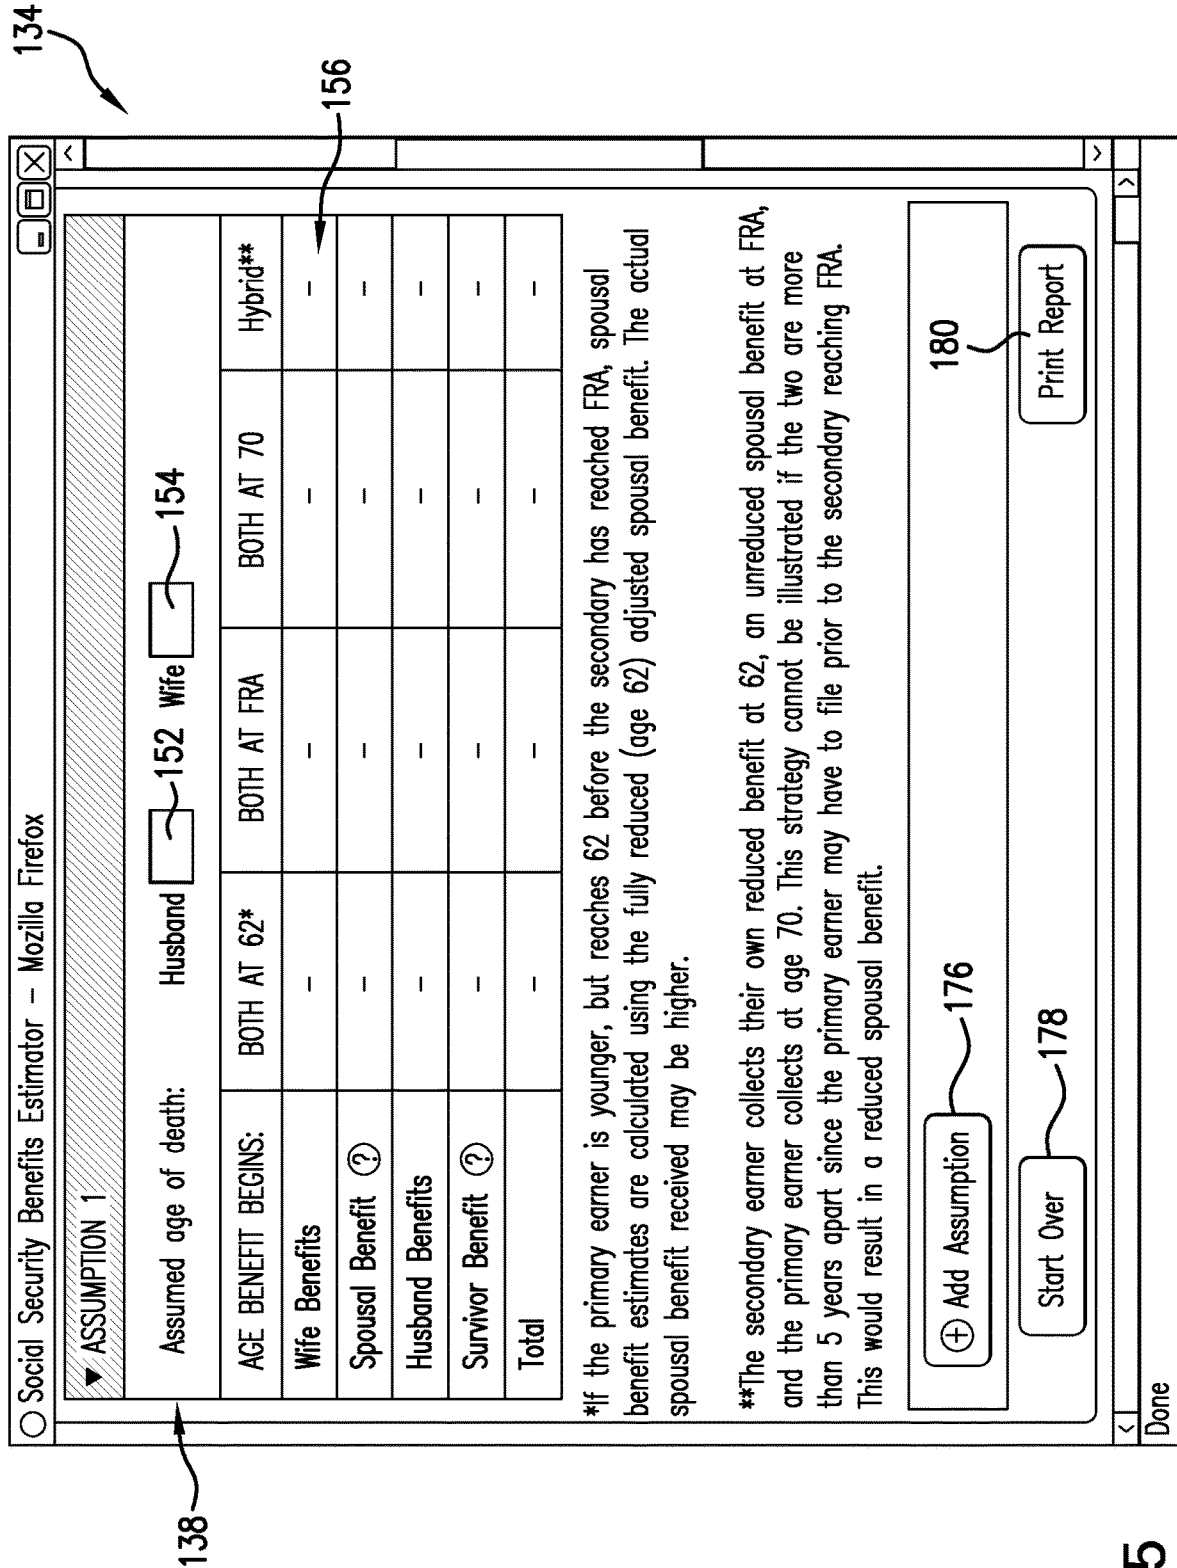 134
Social Security Benefits Estimator – Mozilla Firefox
138
▼ ASSUMPTION 1
Assumed age of death: Husband 152 Wife 154
AGE BENEFIT BEGINS: BOTH AT 62* BOTH AT FRA BOTH AT 70 Hybrid**
156
Wife Benefits – – – –
Spousal Benefit ? – – – –
Husband Benefits – – – –
Survivor Benefit ? – – – –
Total – – – –
*If the primary earner is younger, but reaches 62 before the secondary has reached FRA, spousal
benefit estimates are calculated using the fully reduced (age 62) adjusted spousal benefit. The actual
spousal benefit received may be higher.
**The secondary earner collects their own reduced benefit at 62, an unreduced spousal benefit at FRA,
and the primary earner collects at age 70. This strategy cannot be illustrated if the two are more
than 5 years apart since the primary earner may have to file prior to the secondary reaching FRA.
This would result in a reduced spousal benefit.
180
+ Add Assumption 176
Start Over 178 Print Report
Done
5